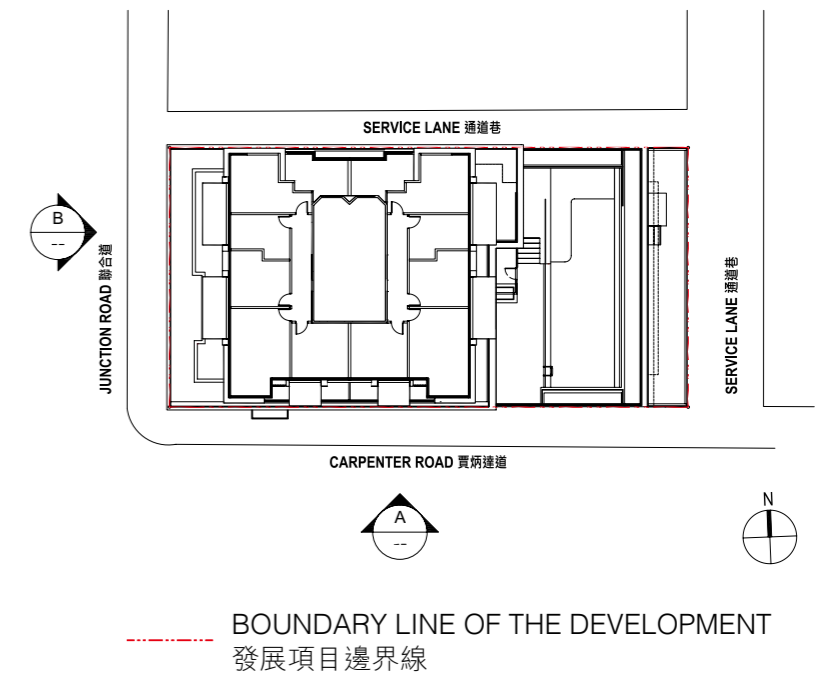 SERVICE LANE 通道巷
B
--
JUNCTION ROAD 聯合道
SERVICE LANE 通道巷
CARPENTER ROAD 賈炳達道
A
--
N
BOUNDARY LINE OF THE DEVELOPMENT
發展項目邊界線